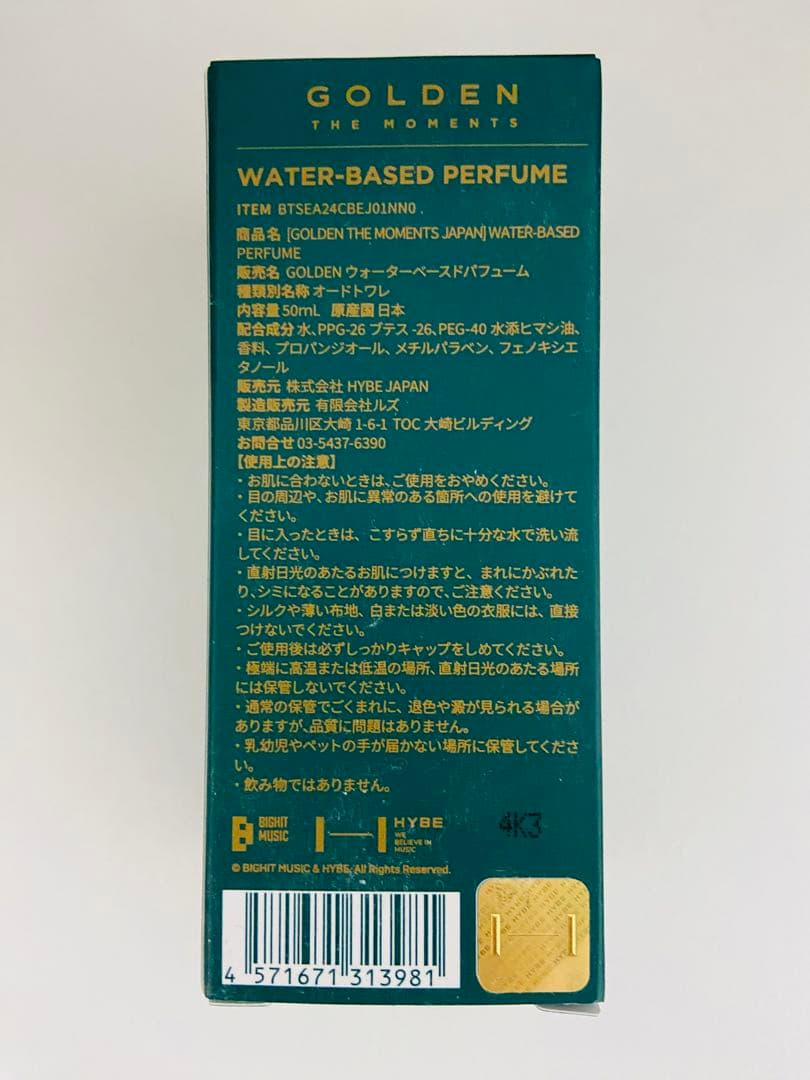 GOLDEN
THE MOMENTS
WATER-BASED PERFUME
ITEM BTSEA24CBEJ01NN0
商品名 [GOLDEN THE MOMENTS JAPAN] WATER-BASED
PERFUME
販売名 GOLDEN ウォーターベースドパフューム
種類別名称 オードトワレ
内容量 50mL 原産国 日本
配合成分 水、PPG-26 ブテス -26、PEG-40 水添ヒマシ油、
香料、プロパンジオール、メチルパラベン、フェノキシエ
タノール
販売元 株式会社 HYBE JAPAN
製造販売元 有限会社ルズ
東京都品川区大崎 1-6-1 TOC 大崎ビルディング
お問合せ 03-5437-6390
【使用上の注意】
・お肌に合わないときは、ご使用をおやめください。
・目の周辺や、お肌に異常のある箇所への使用を避けて
ください。
・目に入ったときは、こすらず直ちに十分な水で洗い流
してください。
・直射日光のあたるお肌につけますと、まれにかぶれた
り、シミになることがありますので、ご注意ください。
・シルクや薄い布地、白または淡い色の衣服には、直接
つけないでください。
・ご使用後は必ずしっかりキャップをしめてください。
・極端に高温または低温の場所、直射日光のあたる場所
には保管しないでください。
・通常の保管でごくまれに、退色や澱が見られる場合が
ありますが、品質に問題はありません。
・乳幼児やペットの手が届かない場所に保管してくださ
い。
・飲み物ではありません。
BIGHIT
MUSIC
HYBE
WE
BELIEVE IN
MUSIC
4K3
© BIGHIT MUSIC & HYBE. All Rights Reserved.
4 571671 313981